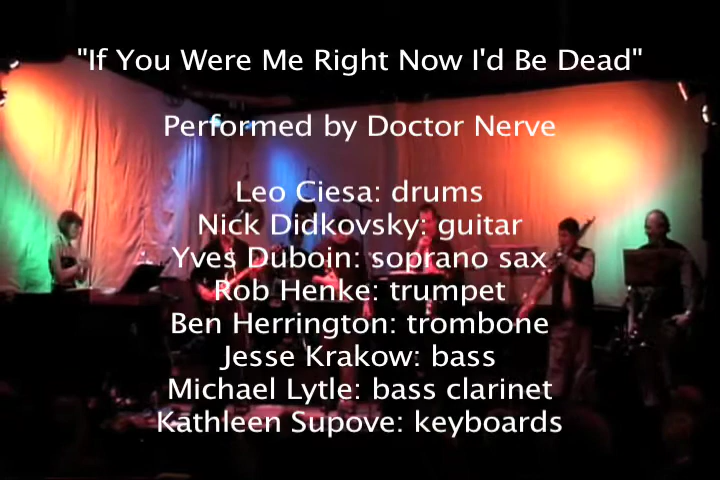 "If You Were Me Right Now I'd Be Dead"
Performed by Doctor Nerve
Leo Ciesa: drums
Nick Didkovsky: guitar
Yves Duboin: soprano sax
Rob Henke: trumpet
Ben Herrington: trombone
Jesse Krakow: bass
Michael Lytle: bass clarinet
Kathleen Supove: keyboards